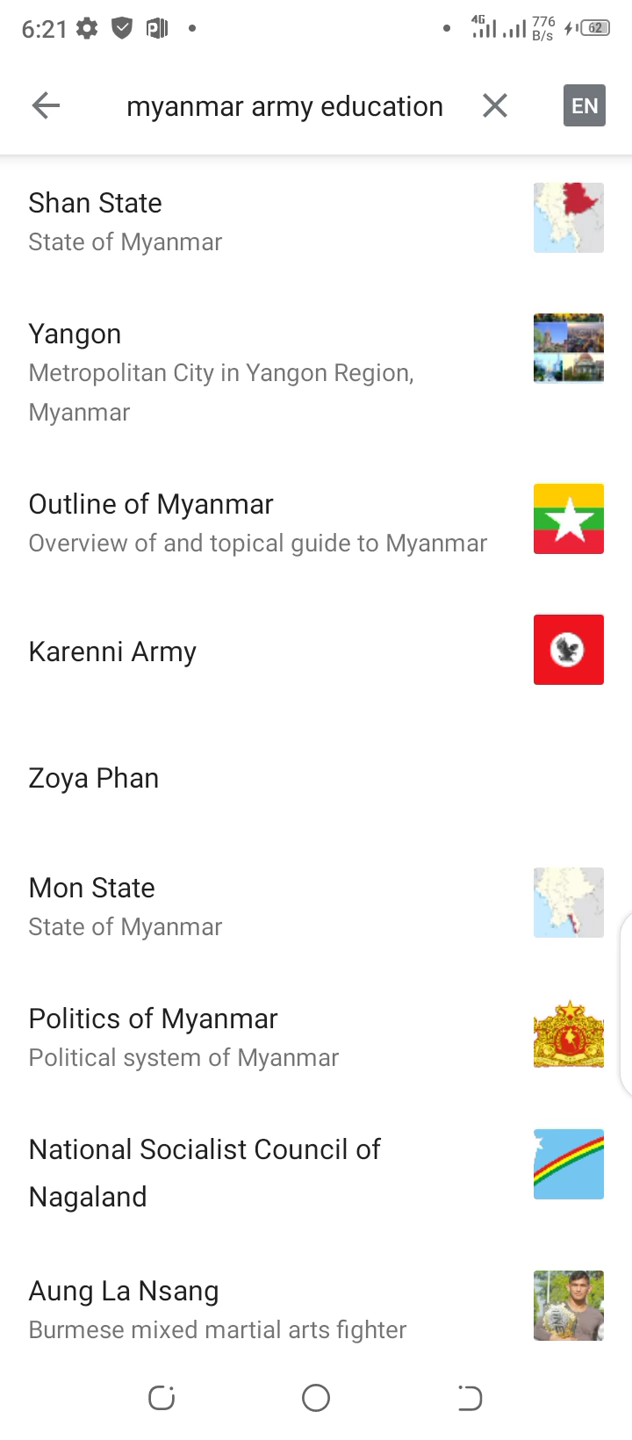 6:21
4G
776
B/s
62
myanmar army education
EN
Shan State
State of Myanmar
Yangon
Metropolitan City in Yangon Region,
Myanmar
Outline of Myanmar
Overview of and topical guide to Myanmar
Karenni Army
Zoya Phan
Mon State
State of Myanmar
Politics of Myanmar
Political system of Myanmar
National Socialist Council of
Nagaland
Aung La Nsang
Burmese mixed martial arts fighter